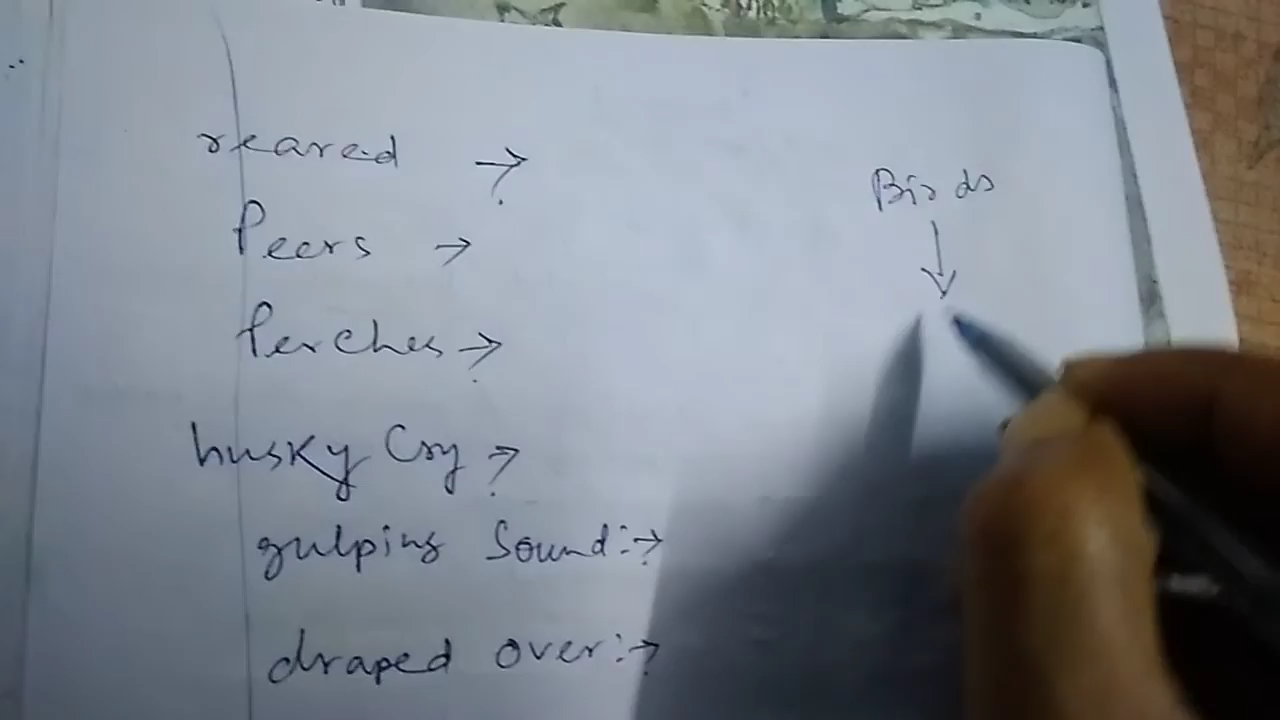 reared →
Peers →
Perches →
husky Cry →
gulping Sound :→
draped over :→
Birds
↓